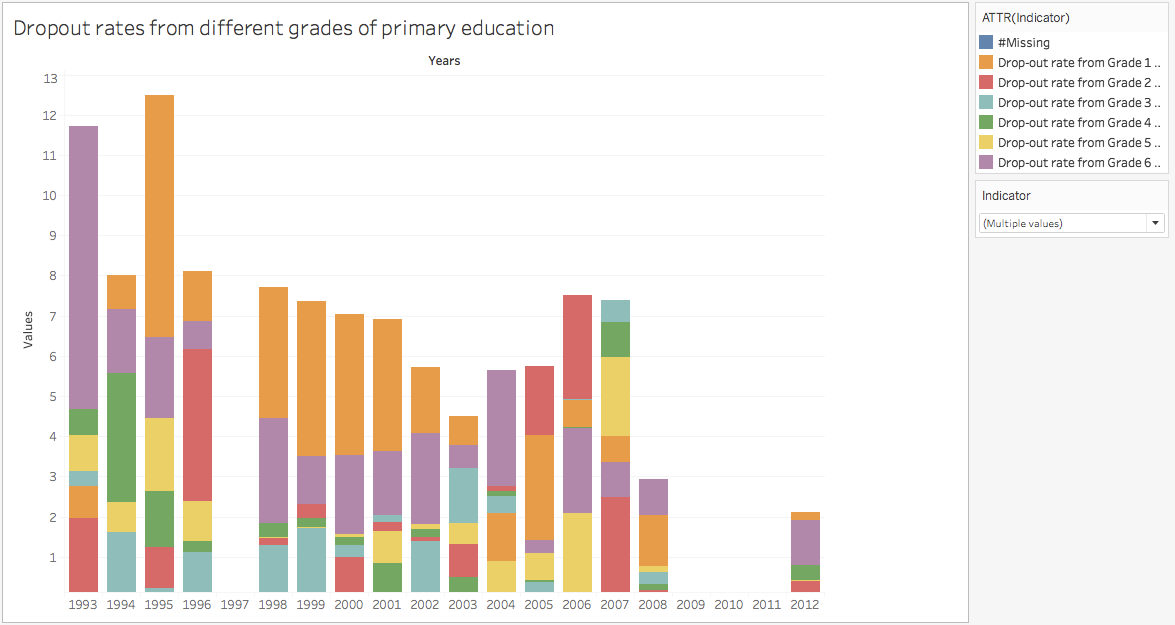 Dropout rates from different grades of primary education
Years
13
12
11
10
9
8
7
6
5
4
3
2
1
Values
1993 1994 1995 1996 1997 1998 1999 2000 2001 2002 2003 2004 2005 2006 2007 2008 2009 2010 2011 2012
ATTR(Indicator)
#Missing
Drop-out rate from Grade 1 ..
Drop-out rate from Grade 2 ..
Drop-out rate from Grade 3 ..
Drop-out rate from Grade 4 ..
Drop-out rate from Grade 5 ..
Drop-out rate from Grade 6 ..
Indicator
(Multiple values)